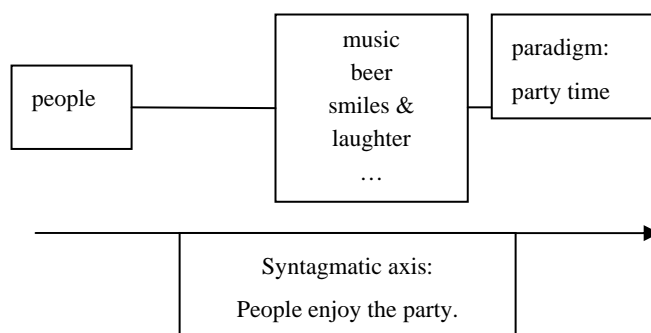 people
music
beer
smiles &
laughter
…
paradigm:
party time
Syntagmatic axis:
People enjoy the party.